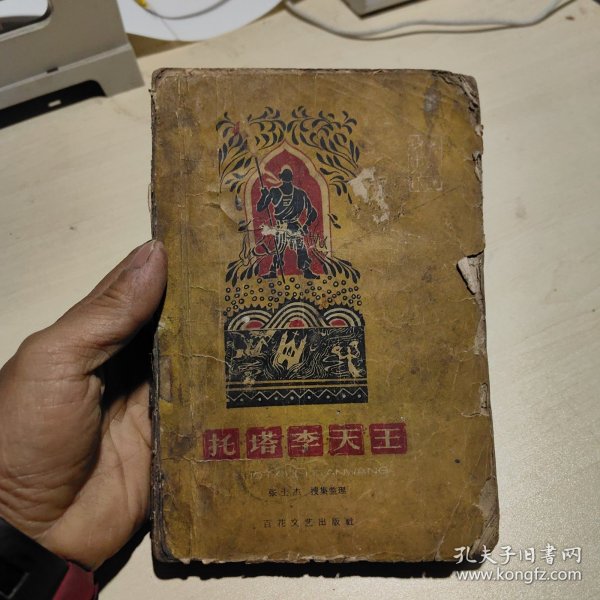 托塔李天王
张士杰 搜集整理
百花文艺出版社
孔夫子旧书网
www.kongfz.com